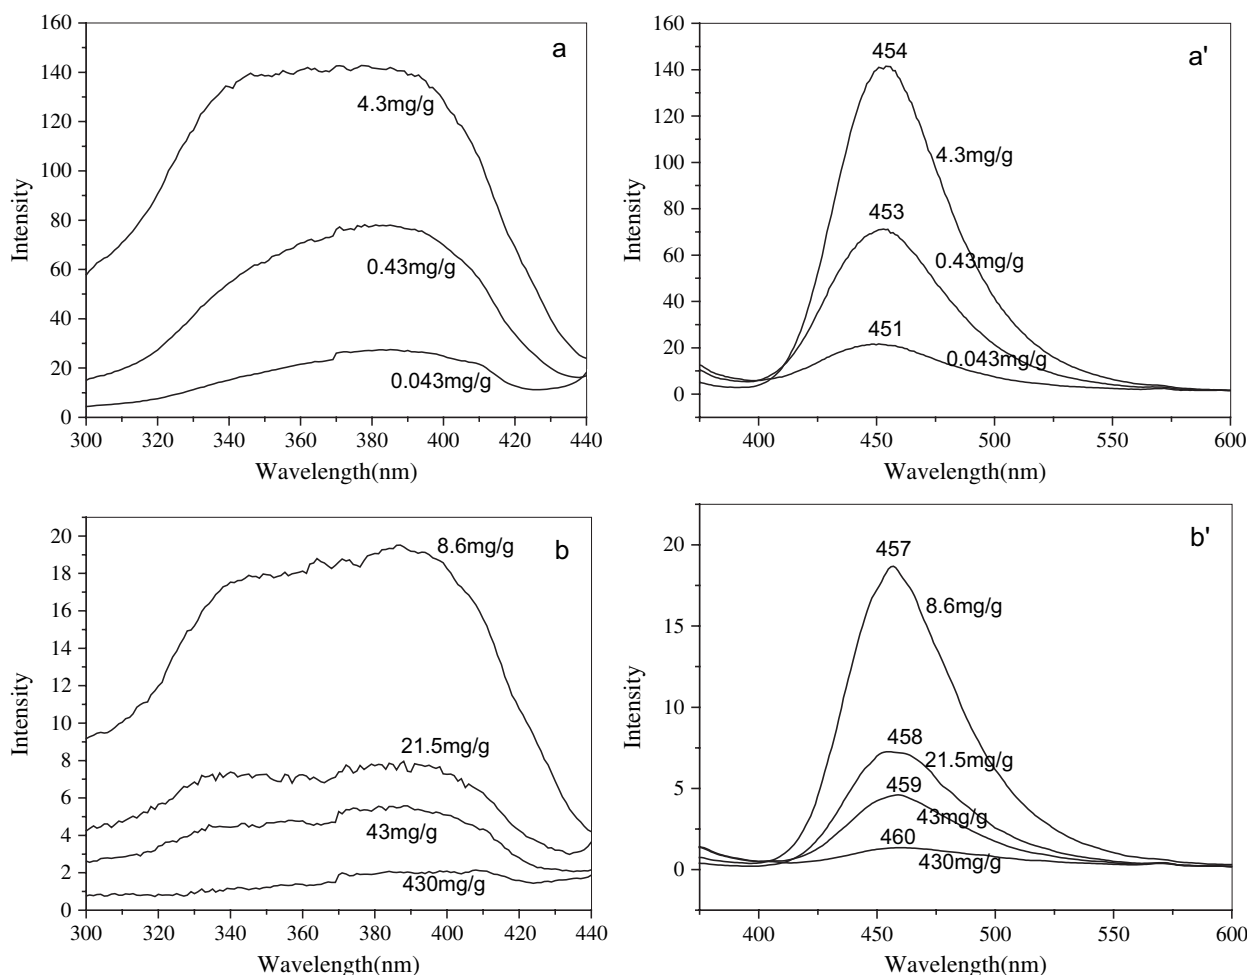 160
140
120
100
80
60
40
20
0
Intensity
a
4.3mg/g
0.43mg/g
0.043mg/g
300 320 340 360 380 400 420 440
Wavelength(nm)
160
140
120
100
80
60
40
20
0
Intensity
a'
454
4.3mg/g
453
0.43mg/g
451
0.043mg/g
400 450 500 550 600
Wavelength(nm)
20
18
16
14
12
10
8
6
4
2
0
Intensity
b
8.6mg/g
21.5mg/g
43mg/g
430mg/g
300 320 340 360 380 400 420 440
Wavelength(nm)
20
15
10
5
0
Intensity
b'
457
8.6mg/g
458
21.5mg/g
459
43mg/g
460
430mg/g
400 450 500 550 600
Wavelength(nm)